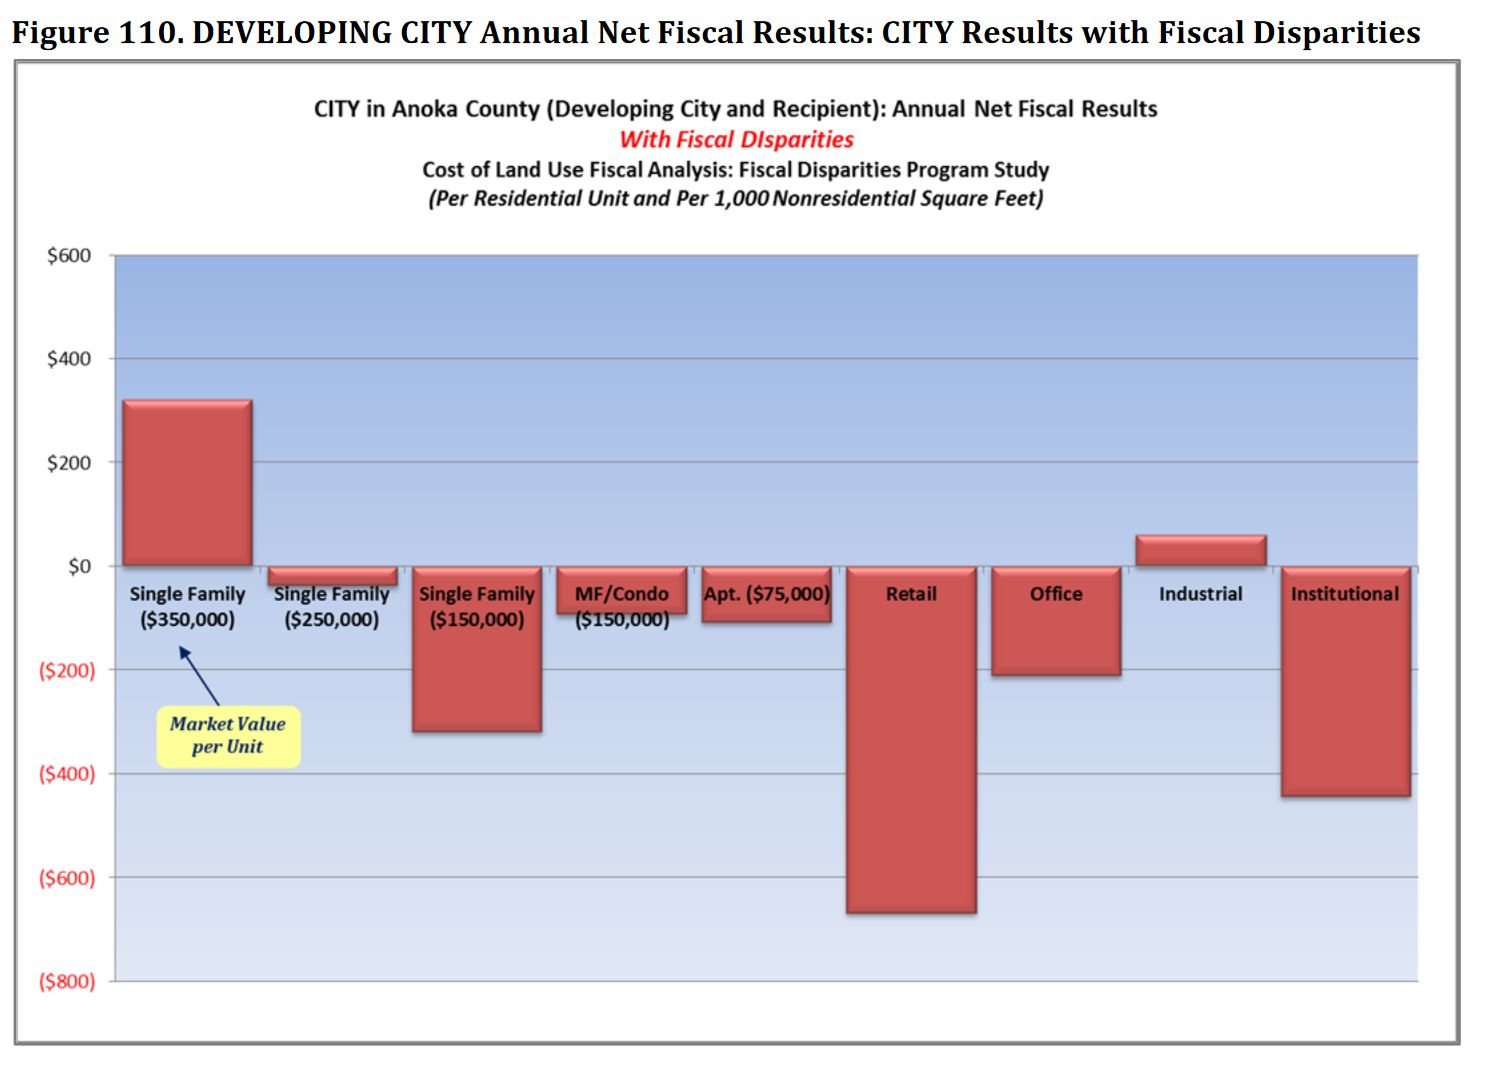 Figure 110. DEVELOPING CITY Annual Net Fiscal Results: CITY Results with Fiscal Disparities
CITY in Anoka County (Developing City and Recipient): Annual Net Fiscal Results
With Fiscal DIsparities
Cost of Land Use Fiscal Analysis: Fiscal Disparities Program Study
(Per Residential Unit and Per 1,000 Nonresidential Square Feet)
$600
$400
$200
$0
($200)
($400)
($600)
($800)
Single Family
($350,000)
Single Family
($250,000)
Single Family
($150,000)
MF/Condo
($150,000)
Apt. ($75,000)
Retail
Office
Industrial
Institutional
Market Value
per Unit